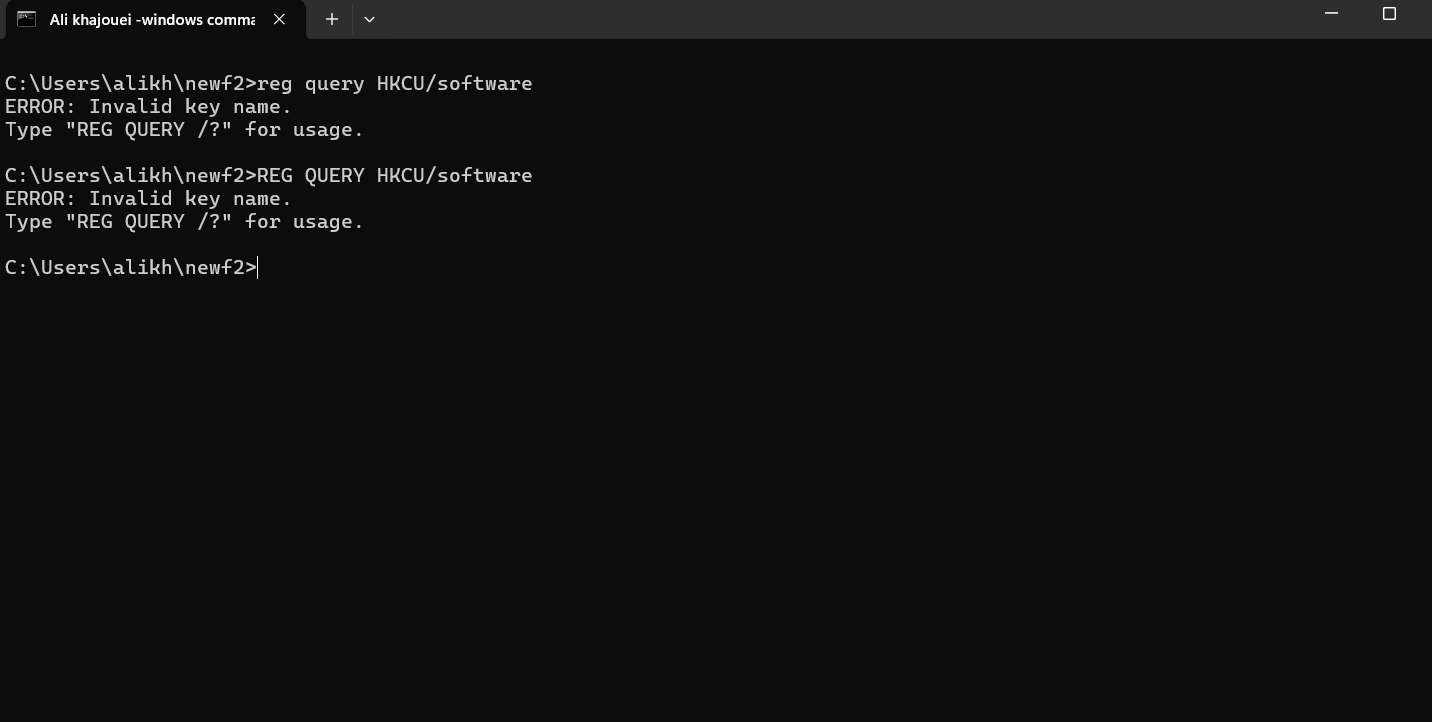 Ali khajouei -windows comma
C:\Users\alikh\newf2>reg query HKCU/software
ERROR: Invalid key name.
Type "REG QUERY /?" for usage.
C:\Users\alikh\newf2>REG QUERY HKCU/software
ERROR: Invalid key name.
Type "REG QUERY /?" for usage.
C:\Users\alikh\newf2>